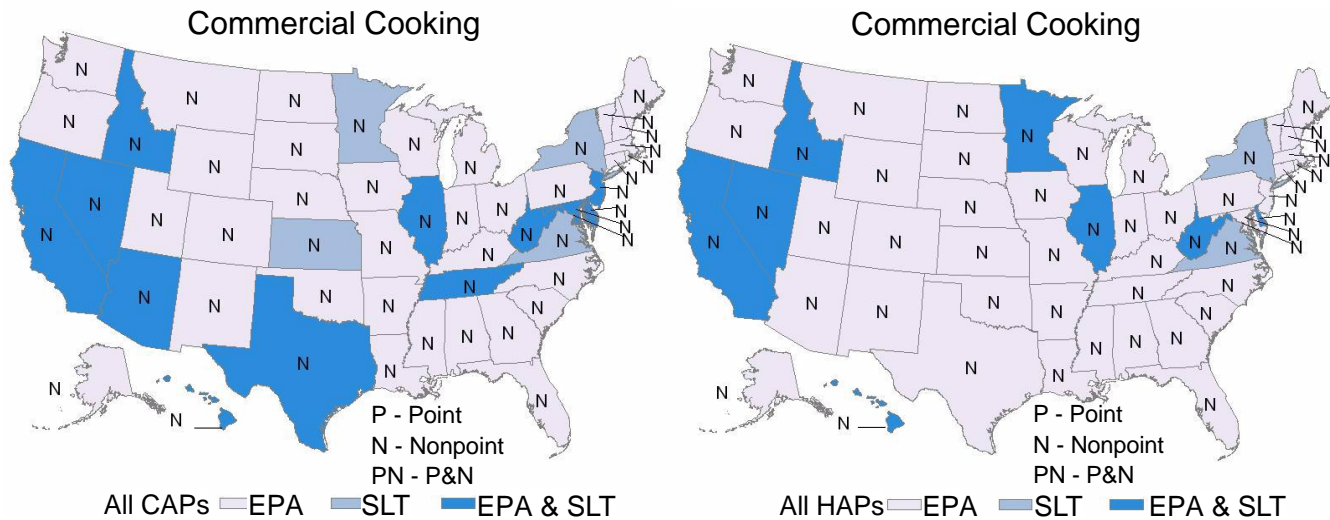 Commercial Cooking
N N N N N N N N N N N N N N N N N N N N N N N N N N N N N N N N N N N N N N N N N N N N N N N N N N N
P - Point
N - Nonpoint
PN - P&N
All CAPs EPA SLT EPA & SLT
Commercial Cooking
N N N N N N N N N N N N N N N N N N N N N N N N N N N N N N N N N N N N N N N N N N N N N N N N N N N
P - Point
N - Nonpoint
PN - P&N
All HAPs EPA SLT EPA & SLT